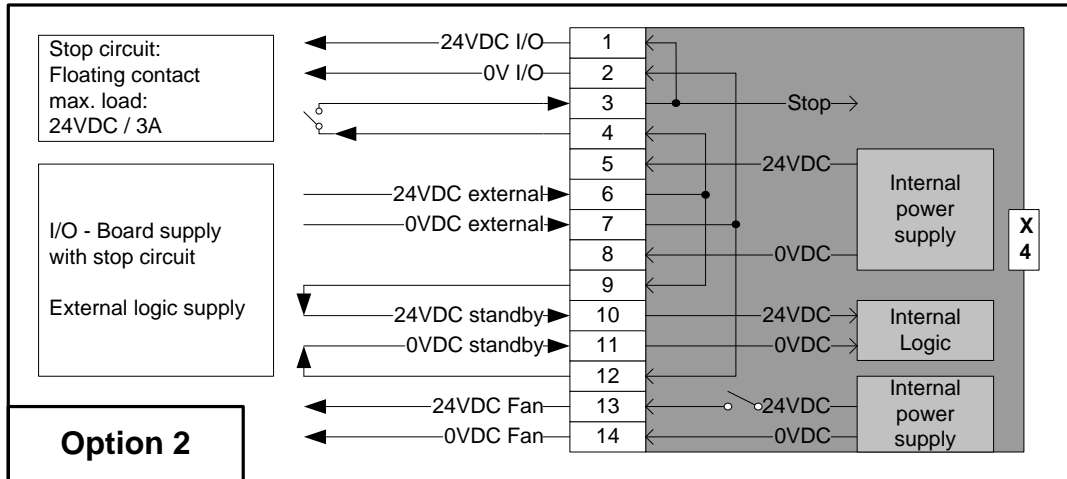 Stop circuit:
Floating contact
max. load:
24VDC / 3A
I/O - Board supply
with stop circuit
External logic supply
Option 2
24VDC I/O
0V I/O
24VDC external
0VDC external
24VDC standby
0VDC standby
24VDC Fan
0VDC Fan
1
2
3
4
5
6
7
8
9
10
11
12
13
14
Stop
24VDC
0VDC
24VDC
0VDC
24VDC
0VDC
Internal
power
supply
Internal
Logic
Internal
power
supply
X
4